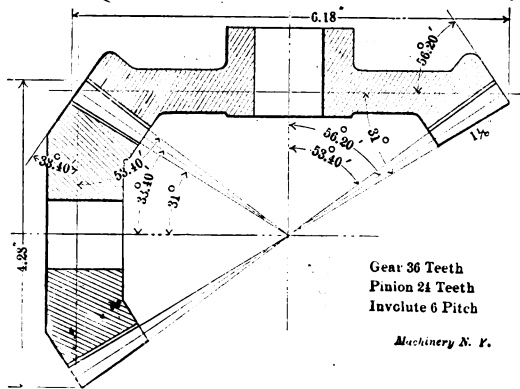 6.18"
56.20'
31°
56.20'
53.40'
1⅛
33.40'
53.40'
33.40'
31°
4.28"
Gear 36 Teeth
Pinion 24 Teeth
Involute 6 Pitch
Machinery N. Y.